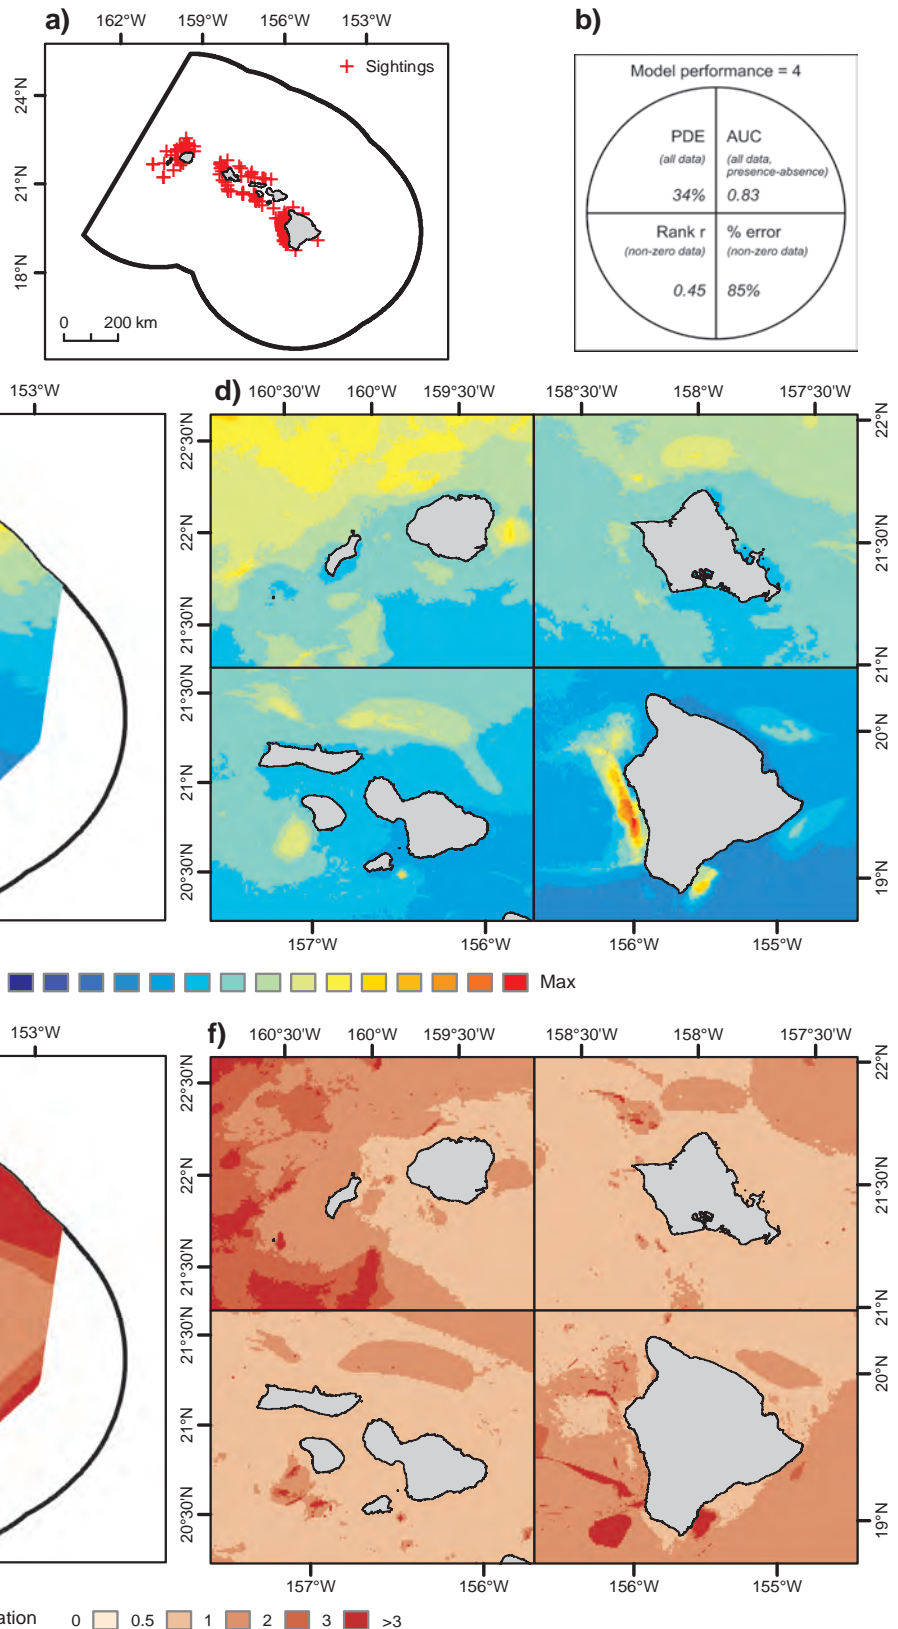 a)
162°W 159°W 156°W 153°W
Sightings
24°N
21°N
18°N
0 200 km
b)
Model performance = 4
PDE
(all data)
34%
AUC
(all data,
presence-absence)
0.83
Rank r
(non-zero data)
0.45
% error
(non-zero data)
85%
153°W
d)
160°30'W 160°W 159°30'W 158°30'W 158°W 157°30'W
22°30'N
22°N
21°30'N
22°N
21°30'N
21°N
21°30'N
21°N
20°30'N
20°N
19°N
157°W 156°W 156°W 155°W
Max
153°W
f)
160°30'W 160°W 159°30'W 158°30'W 158°W 157°30'W
22°30'N
22°N
21°30'N
22°N
21°30'N
21°N
21°30'N
21°N
20°30'N
20°N
19°N
157°W 156°W 156°W 155°W
ation 0 0.5 1 2 3 >3